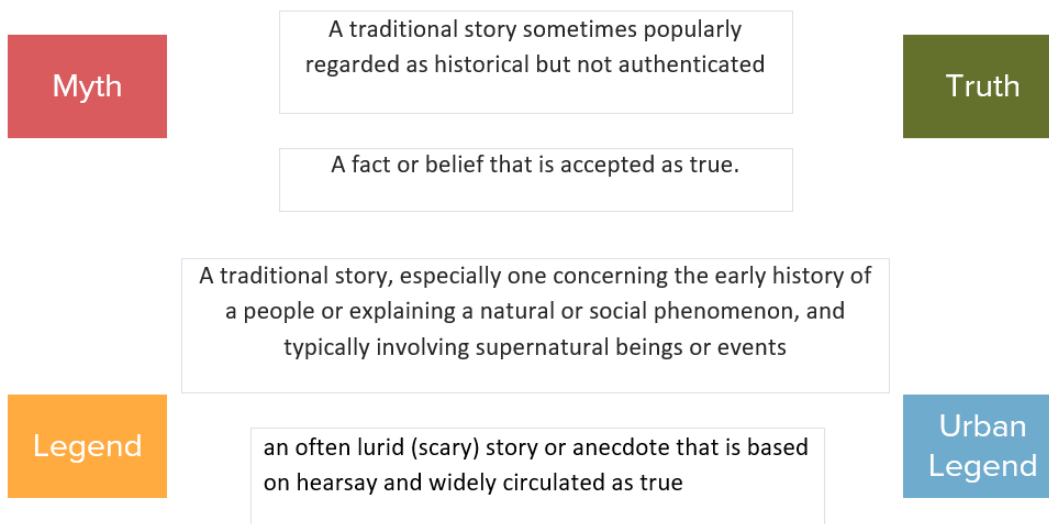 Myth
A traditional story sometimes popularly
regarded as historical but not authenticated
Truth
A fact or belief that is accepted as true.
A traditional story, especially one concerning the early history of
a people or explaining a natural or social phenomenon, and
typically involving supernatural beings or events
Legend
an often lurid (scary) story or anecdote that is based
on hearsay and widely circulated as true
Urban
Legend